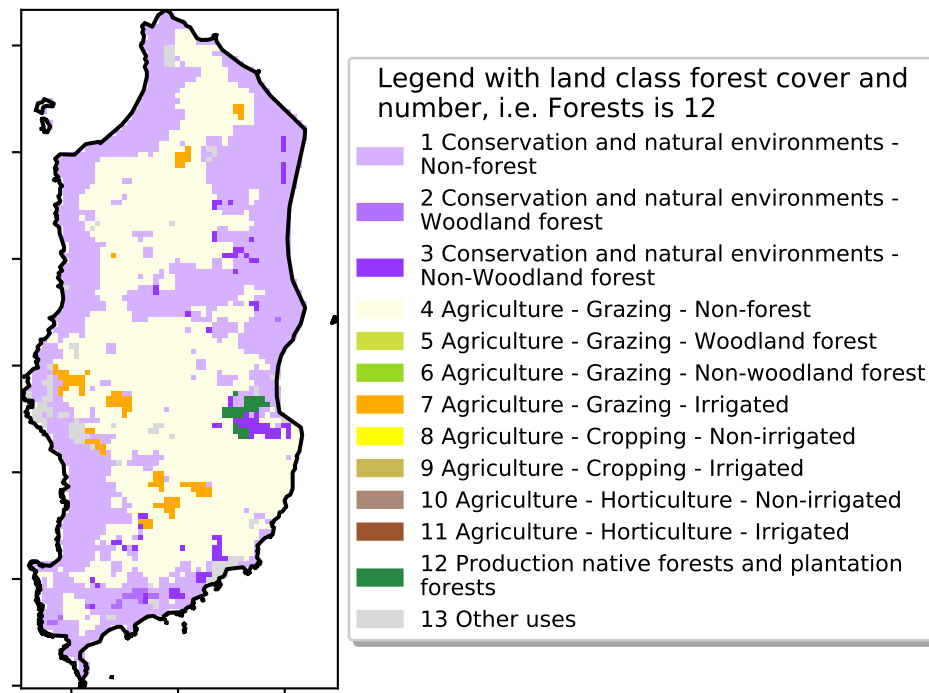 Legend with land class forest cover and
number, i.e. Forests is 12
1 Conservation and natural environments -
Non-forest
2 Conservation and natural environments -
Woodland forest
3 Conservation and natural environments -
Non-Woodland forest
4 Agriculture - Grazing - Non-forest
5 Agriculture - Grazing - Woodland forest
6 Agriculture - Grazing - Non-woodland forest
7 Agriculture - Grazing - Irrigated
8 Agriculture - Cropping - Non-irrigated
9 Agriculture - Cropping - Irrigated
10 Agriculture - Horticulture - Non-irrigated
11 Agriculture - Horticulture - Irrigated
12 Production native forests and plantation
forests
13 Other uses